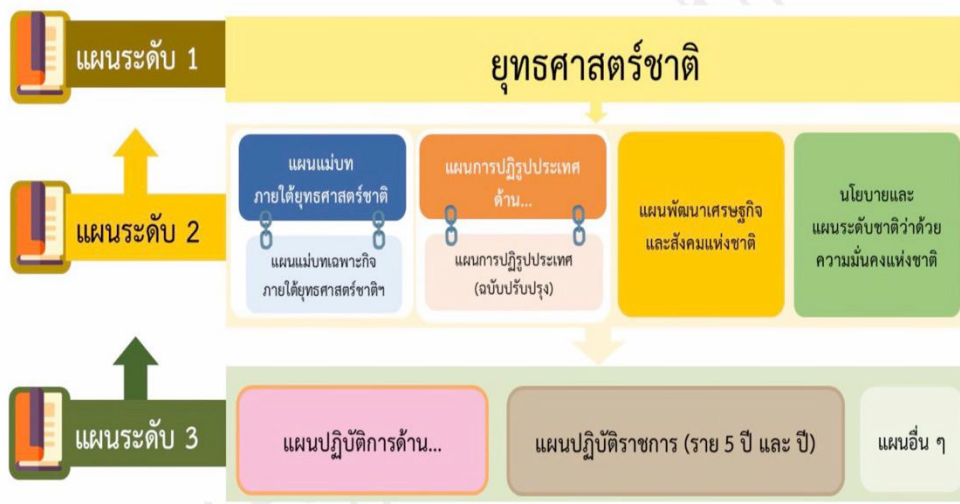 แผนระดับ 1
ยุทธศาสตร์ชาติ
แผนระดับ 2
แผนแม่บท
ภายใต้ยุทธศาสตร์ชาติ
แผนแม่บทเฉพาะกิจ
ภายใต้ยุทธศาสตร์ชาติฯ
แผนการปฏิรูปประเทศ
ด้าน...
แผนการปฏิรูปประเทศ
(ฉบับปรับปรุง)
แผนพัฒนาเศรษฐกิจ
และสังคมแห่งชาติ
นโยบายและ
แผนระดับชาติว่าด้วย
ความมั่นคงแห่งชาติ
แผนระดับ 3
แผนปฏิบัติการด้าน...
แผนปฏิบัติราชการ (ราย 5 ปี และ ปี)
แผนอื่น ๆ